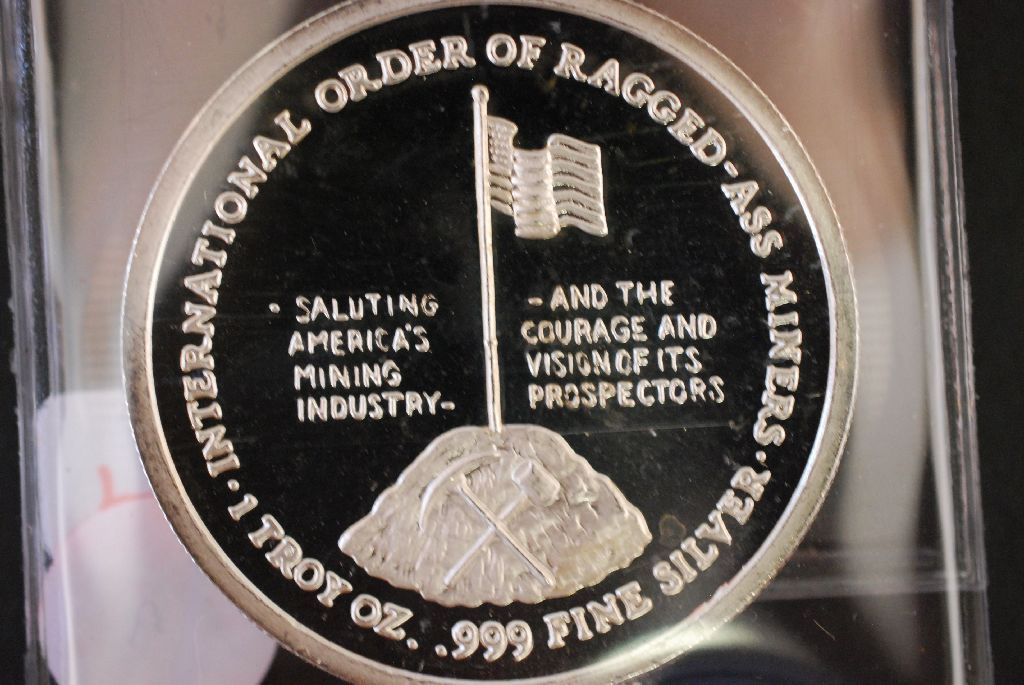 ·INTERNATIONAL ORDER OF RAGGED-ASS MINERS·
· SALUTING
AMERICA'S
MINING
INDUSTRY-
- AND THE
COURAGE AND
VISION OF ITS
PROSPECTORS
·1 TROY OZ. .999 FINE SILVER·